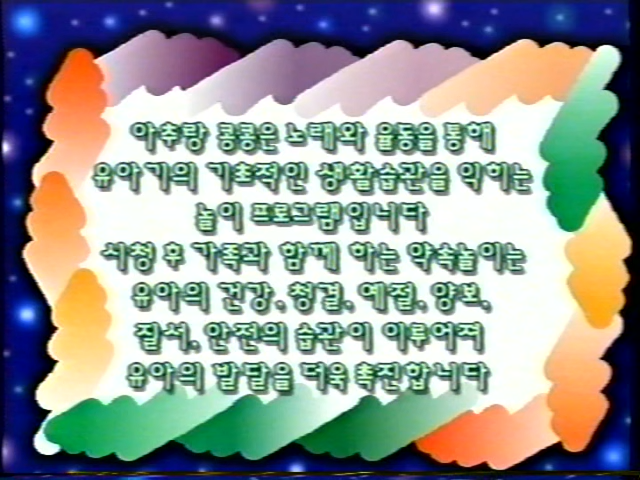 아추랑 콩콩은 노래와 율동을 통해
유아기의 기초적인 생활습관을 익히는
놀이 프로그램입니다
시청 후 가족과 함께 하는 약속놀이는
유아의 건강, 청결, 예절, 양보,
질서, 안전의 습관이 이루어져
유아의 발달을 더욱 촉진합니다